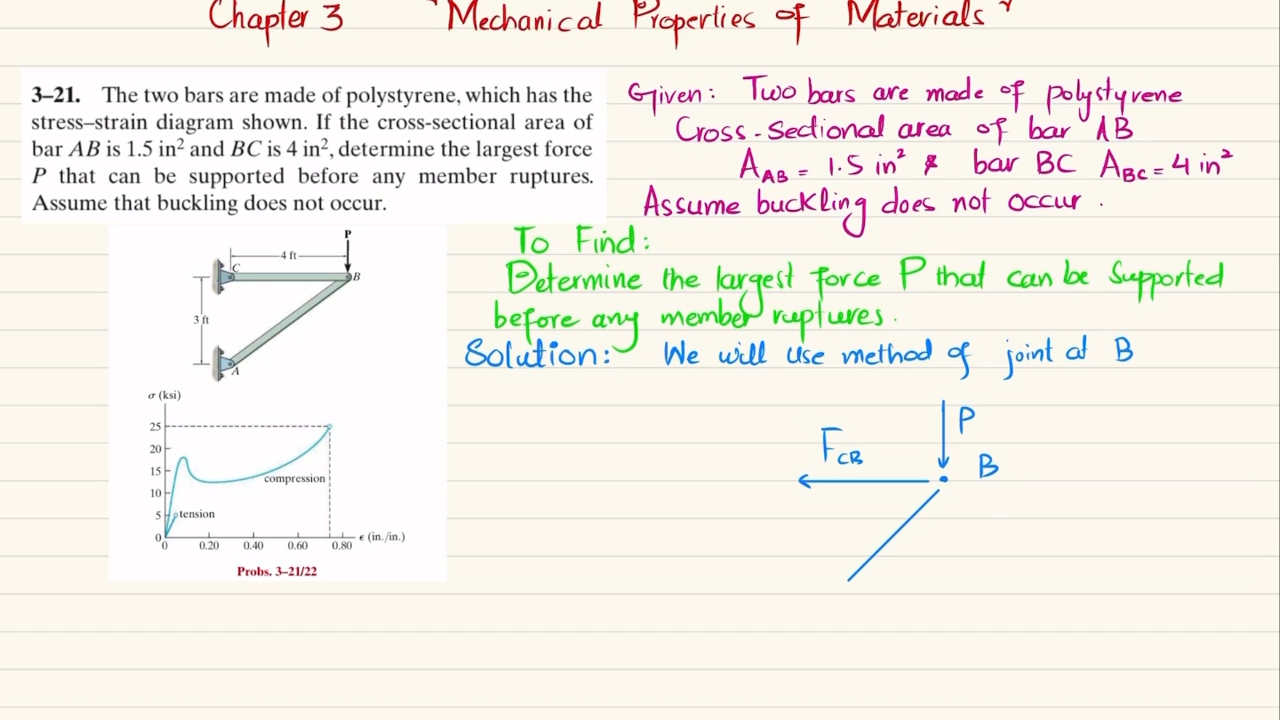 Chapter 3 "Mechanical Properties of Materials"
3–21. The two bars are made of polystyrene, which has the
stress–strain diagram shown. If the cross-sectional area of
bar AB is 1.5 in² and BC is 4 in², determine the largest force
P that can be supported before any member ruptures.
Assume that buckling does not occur.
Given: Two bars are made of polystyrene
Cross-Sectional area of bar AB
A_AB = 1.5 in² & bar BC A_BC = 4 in²
Assume buckling does not occur.
To Find:
Determine the largest force P that can be supported
before any member ruptures.
Solution: We will use method of joint at B
P
4 ft
C
B
3 ft
A
σ (ksi)
25
20
15
10
5
0
compression
tension
0 0.20 0.40 0.60 0.80 ϵ (in./in.)
Probs. 3–21/22
P
F_CB
B